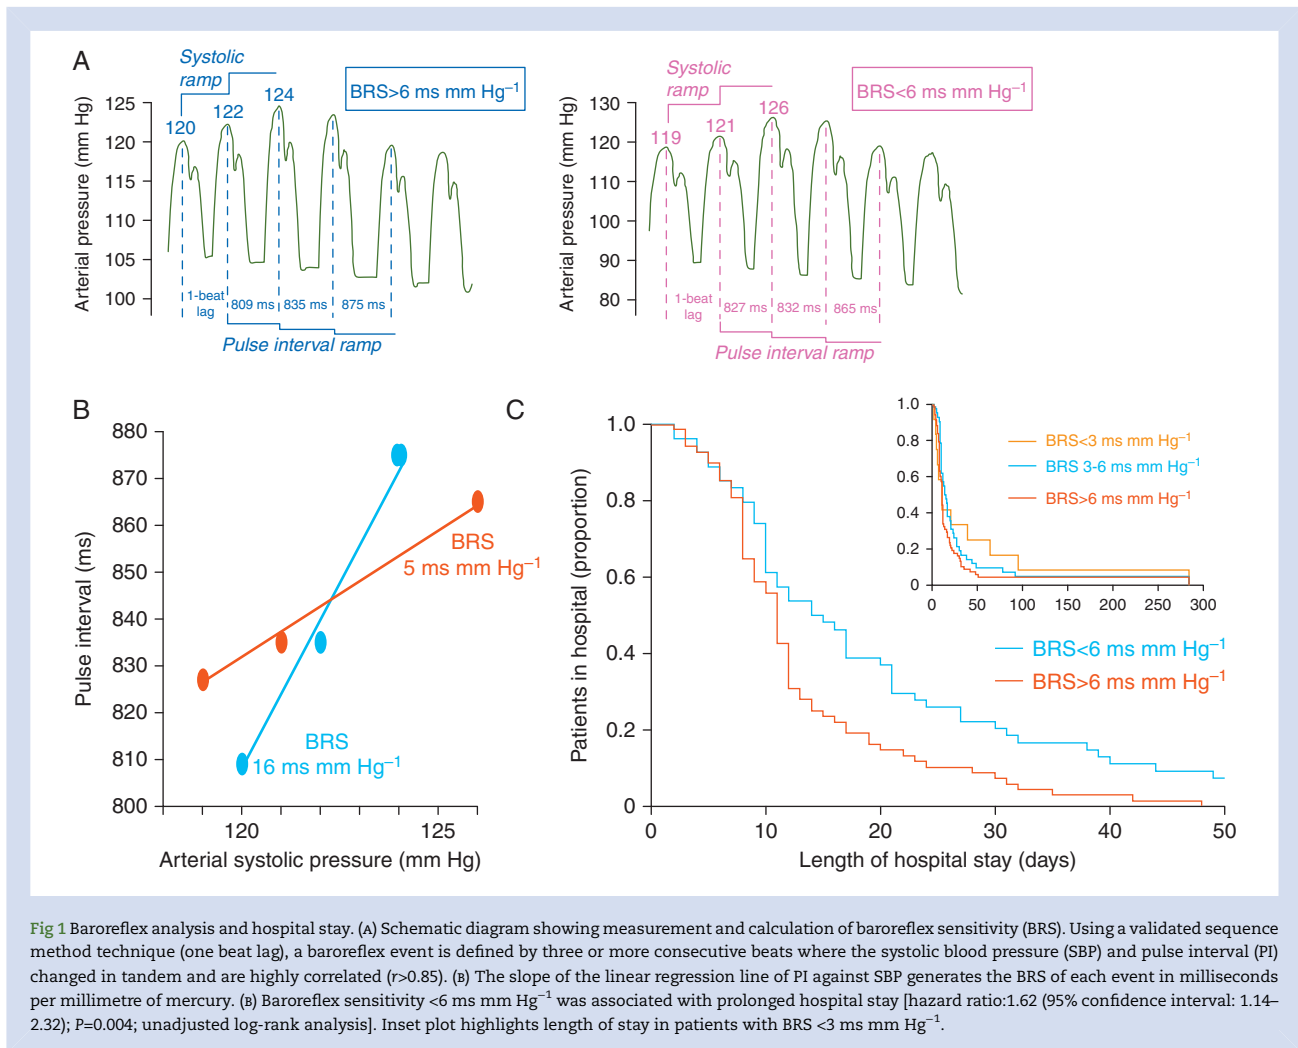 A
Systolic
ramp
BRS>6 ms mm Hg⁻¹
Arterial pressure (mm Hg)
125
120
115
110
105
100
120
122
124
1-beat
lag
809 ms
835 ms
875 ms
Pulse interval ramp
Systolic
ramp
BRS<6 ms mm Hg⁻¹
Arterial pressure (mm Hg)
130
120
110
100
90
80
119
121
126
1-beat
lag
827 ms
832 ms
865 ms
Pulse interval ramp
B
Pulse interval (ms)
880
870
860
850
840
830
820
810
800
BRS
5 ms mm Hg⁻¹
BRS
16 ms mm Hg⁻¹
120
125
Arterial systolic pressure (mm Hg)
C
Patients in hospital (proportion)
1.0
0.8
0.6
0.4
0.2
0
0
10
20
30
40
50
Length of hospital stay (days)
1.0
0.8
0.6
0.4
0.2
0
0
50
100
150
200
250
300
BRS<3 ms mm Hg⁻¹
BRS 3-6 ms mm Hg⁻¹
BRS>6 ms mm Hg⁻¹
BRS<6 ms mm Hg⁻¹
BRS>6 ms mm Hg⁻¹
Fig 1 Baroreflex analysis and hospital stay. (A) Schematic diagram showing measurement and calculation of baroreflex sensitivity (BRS). Using a validated sequence
method technique (one beat lag), a baroreflex event is defined by three or more consecutive beats where the systolic blood pressure (SBP) and pulse interval (PI)
changed in tandem and are highly correlated (r>0.85). (B) The slope of the linear regression line of PI against SBP generates the BRS of each event in milliseconds
per millimetre of mercury. (B) Baroreflex sensitivity <6 ms mm Hg⁻¹ was associated with prolonged hospital stay [hazard ratio:1.62 (95% confidence interval: 1.14–
2.32); P=0.004; unadjusted log-rank analysis]. Inset plot highlights length of stay in patients with BRS <3 ms mm Hg⁻¹.